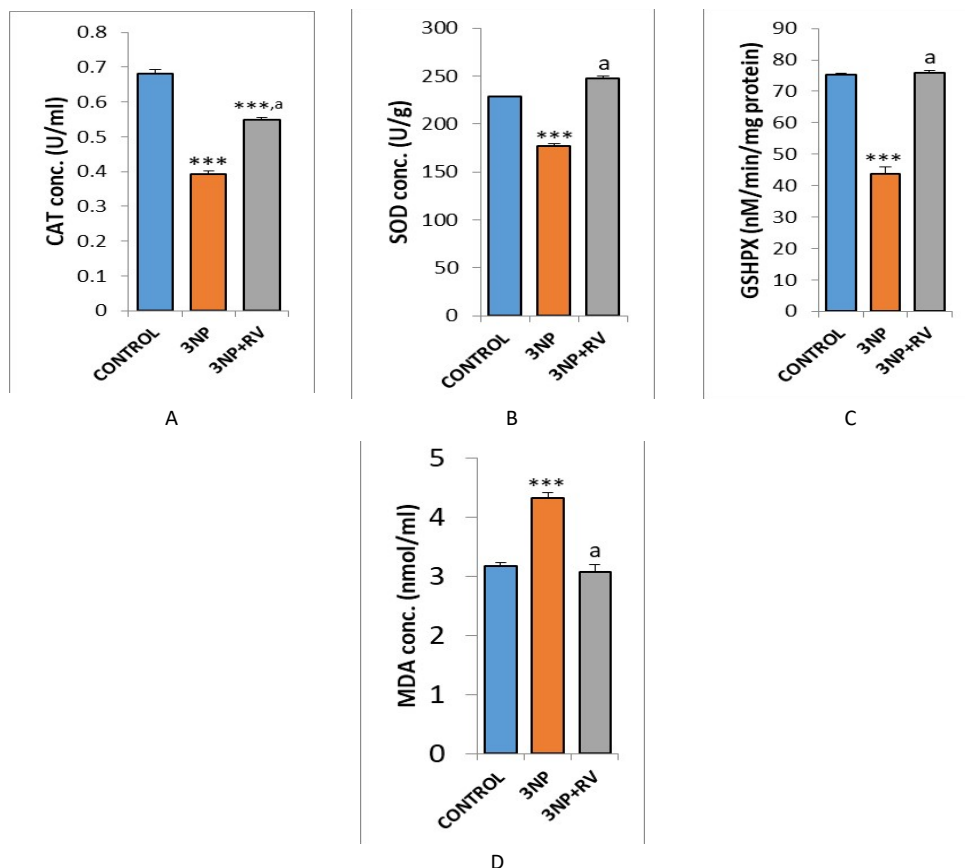 CAT conc. (U/ml)
0.8
0.7
0.6
0.5
0.4
0.3
0.2
0.1
0
***
***,a
CONTROL
3NP
3NP+RV
A
SOD conc. (U/g)
300
250
200
150
100
50
0
***
a
CONTROL
3NP
3NP+RV
B
GSHPX (nM/min/mg protein)
90
80
70
60
50
40
30
20
10
0
***
a
CONTROL
3NP
3NP+RV
C
MDA conc. (nmol/ml)
5
4
3
2
1
0
***
a
CONTROL
3NP
3NP+RV
D